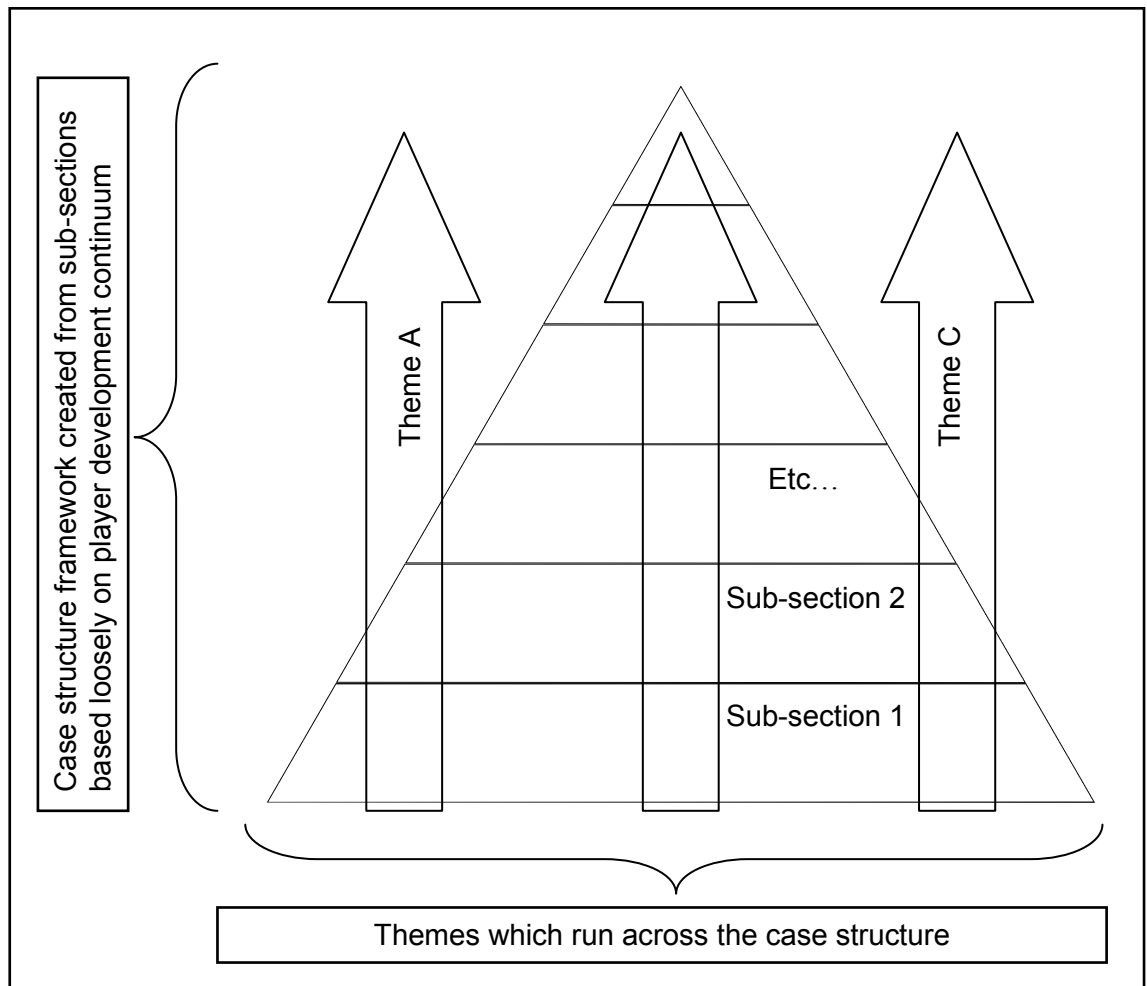 Case structure framework created from sub-sections
based loosely on player development continuum
Theme A
Theme C
Etc…
Sub-section 2
Sub-section 1
Themes which run across the case structure